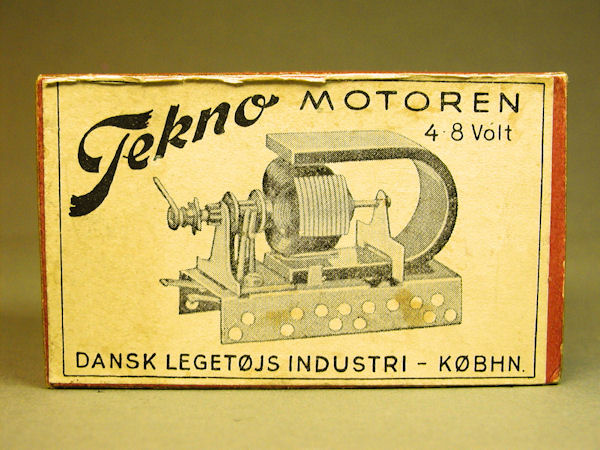 Tekno MOTOREN
4-8 Volt
DANSK LEGETØJS INDUSTRI - KØBHN.